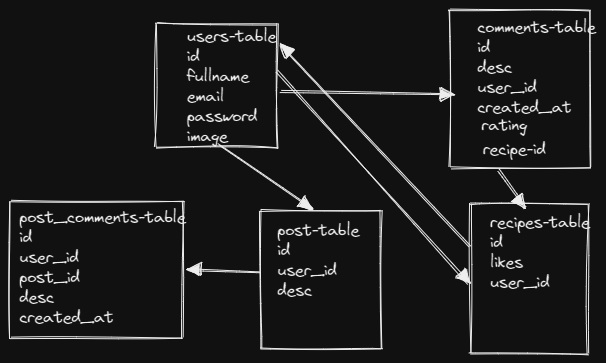 users-table
id
fullname
email
password
image
comments-table
id
desc
user_id
created_at
rating
recipe-id
post_comments-table
id
user_id
post_id
desc
created_at
post-table
id
user_id
desc
recipes-table
id
likes
user_id